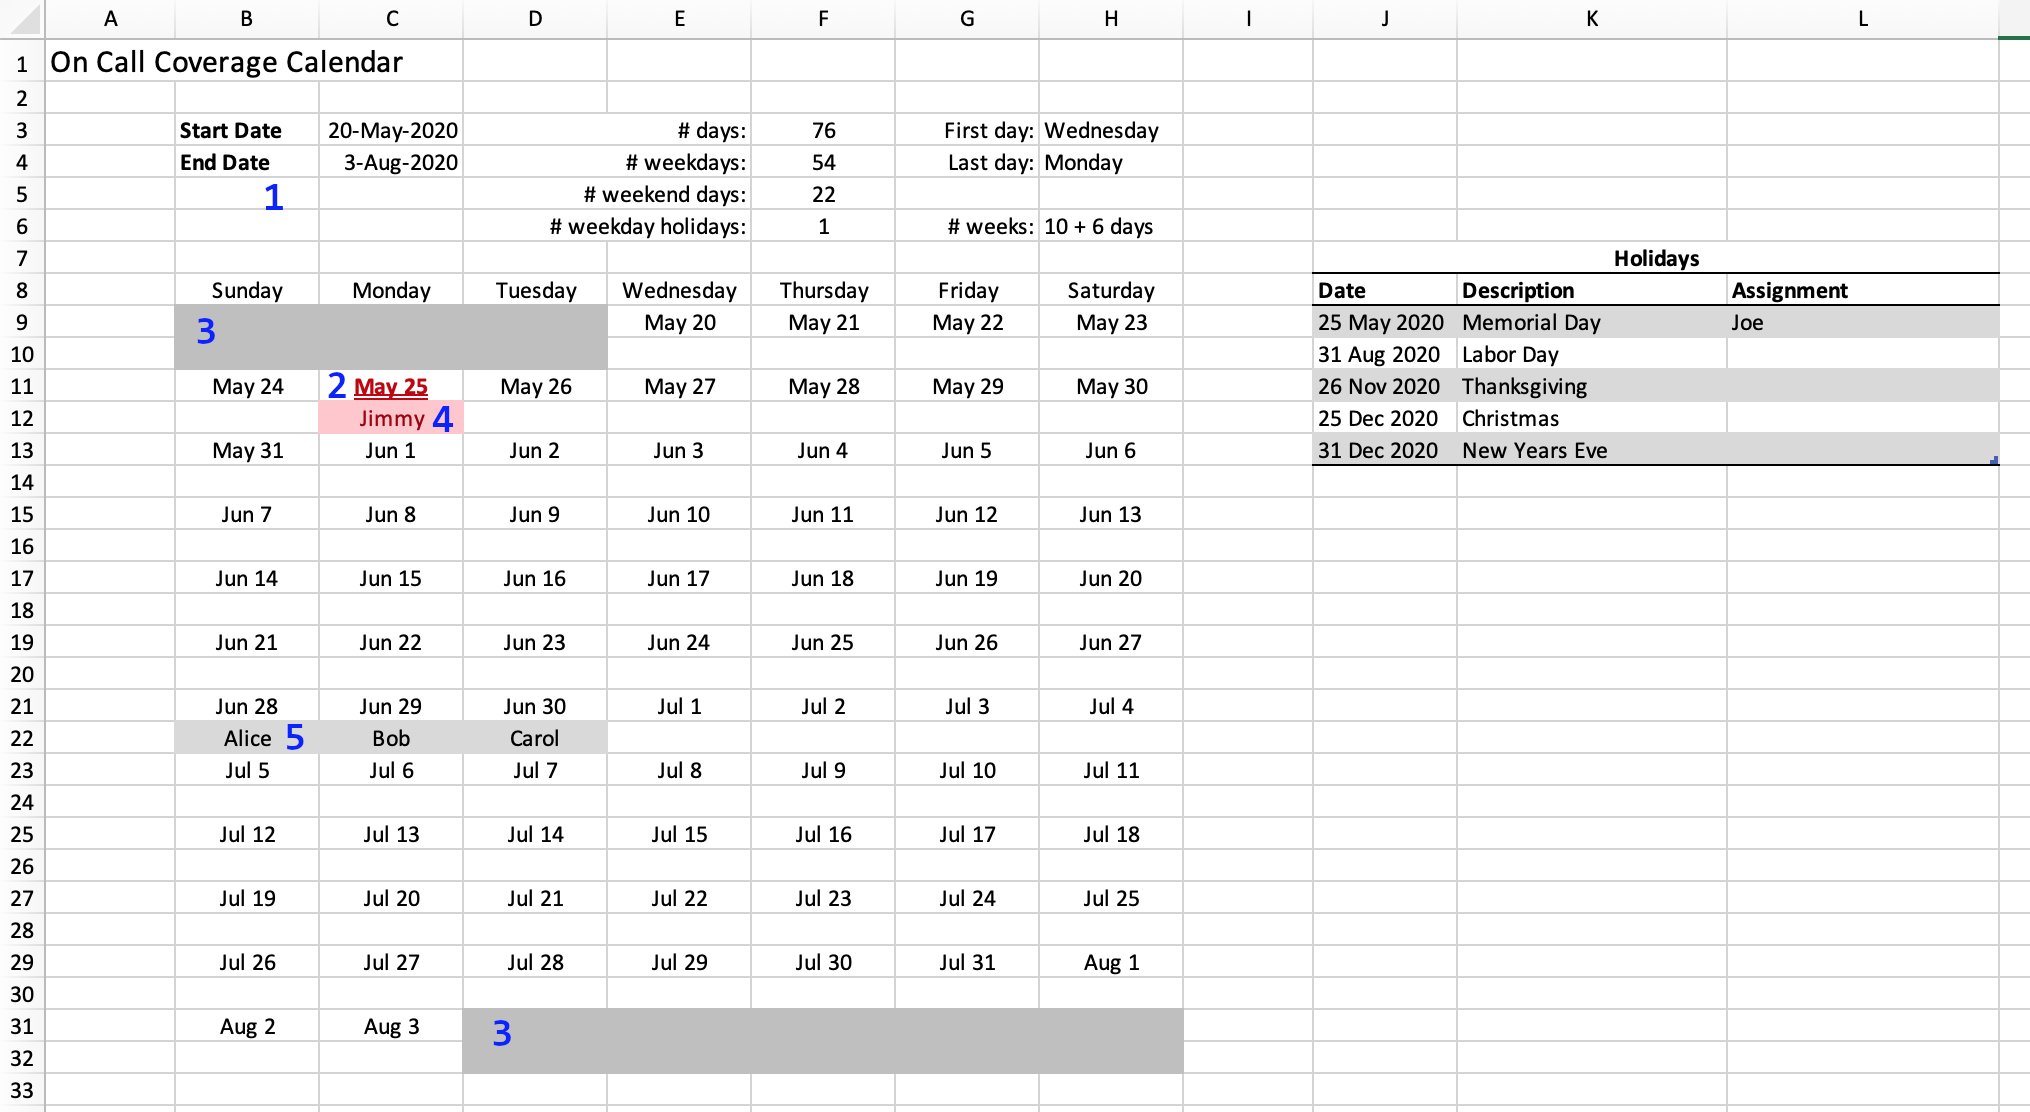 A B C D E F G H I J K L
1 On Call Coverage Calendar
2
3 Start Date 20-May-2020 # days: 76 First day: Wednesday
4 End Date 3-Aug-2020 # weekdays: 54 Last day: Monday
5 1 # weekend days: 22
6 # weekday holidays: 1 # weeks: 10 + 6 days
7 Holidays
8 Sunday Monday Tuesday Wednesday Thursday Friday Saturday Date Description Assignment
9 3 May 20 May 21 May 22 May 23 25 May 2020 Memorial Day Joe
10 31 Aug 2020 Labor Day
11 May 24 2 May 25 May 26 May 27 May 28 May 29 May 30 26 Nov 2020 Thanksgiving
12 Jimmy 4 25 Dec 2020 Christmas
13 May 31 Jun 1 Jun 2 Jun 3 Jun 4 Jun 5 Jun 6 31 Dec 2020 New Years Eve
14
15 Jun 7 Jun 8 Jun 9 Jun 10 Jun 11 Jun 12 Jun 13
16
17 Jun 14 Jun 15 Jun 16 Jun 17 Jun 18 Jun 19 Jun 20
18
19 Jun 21 Jun 22 Jun 23 Jun 24 Jun 25 Jun 26 Jun 27
20
21 Jun 28 Jun 29 Jun 30 Jul 1 Jul 2 Jul 3 Jul 4
22 Alice 5 Bob Carol
23 Jul 5 Jul 6 Jul 7 Jul 8 Jul 9 Jul 10 Jul 11
24
25 Jul 12 Jul 13 Jul 14 Jul 15 Jul 16 Jul 17 Jul 18
26
27 Jul 19 Jul 20 Jul 21 Jul 22 Jul 23 Jul 24 Jul 25
28
29 Jul 26 Jul 27 Jul 28 Jul 29 Jul 30 Jul 31 Aug 1
30
31 Aug 2 Aug 3 3
32
33